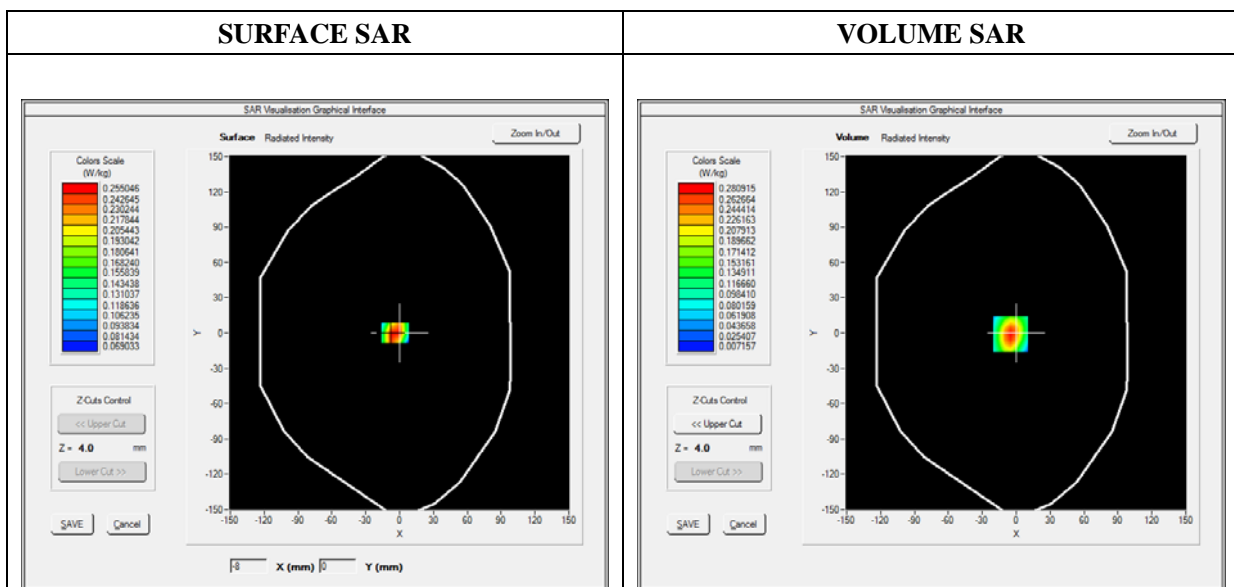 SURFACE SAR
VOLUME SAR
SAR Visualisation Graphical Interface
Surface Radiated Intensity
Zoom In/Out
Colors Scale
(W/kg)
0.255046
0.242645
0.230244
0.217844
0.205443
0.193042
0.180641
0.168240
0.155839
0.143438
0.131037
0.118636
0.106235
0.093834
0.081434
0.069033
150
120
90
60
30
0
-30
-60
-90
-120
-150
Y
-150 -120 -90 -60 -30 0 30 60 90 120 150
X
Z-Cuts Control
<< Upper Cut
Z = 4.0 mm
Lower Cut >>
SAVE Cancel
-8 X (mm) 0 Y (mm)
SAR Visualisation Graphical Interface
Volume Radiated Intensity
Zoom In/Out
Colors Scale
(W/kg)
0.280915
0.262664
0.244414
0.226163
0.207913
0.189662
0.171412
0.153161
0.134911
0.116660
0.098410
0.080159
0.061908
0.043658
0.025407
0.007157
150
120
90
60
30
0
-30
-60
-90
-120
-150
Y
-150 -120 -90 -60 -30 0 30 60 90 120 150
X
Z-Cuts Control
<< Upper Cut
Z = 4.0 mm
Lower Cut >>
SAVE Cancel